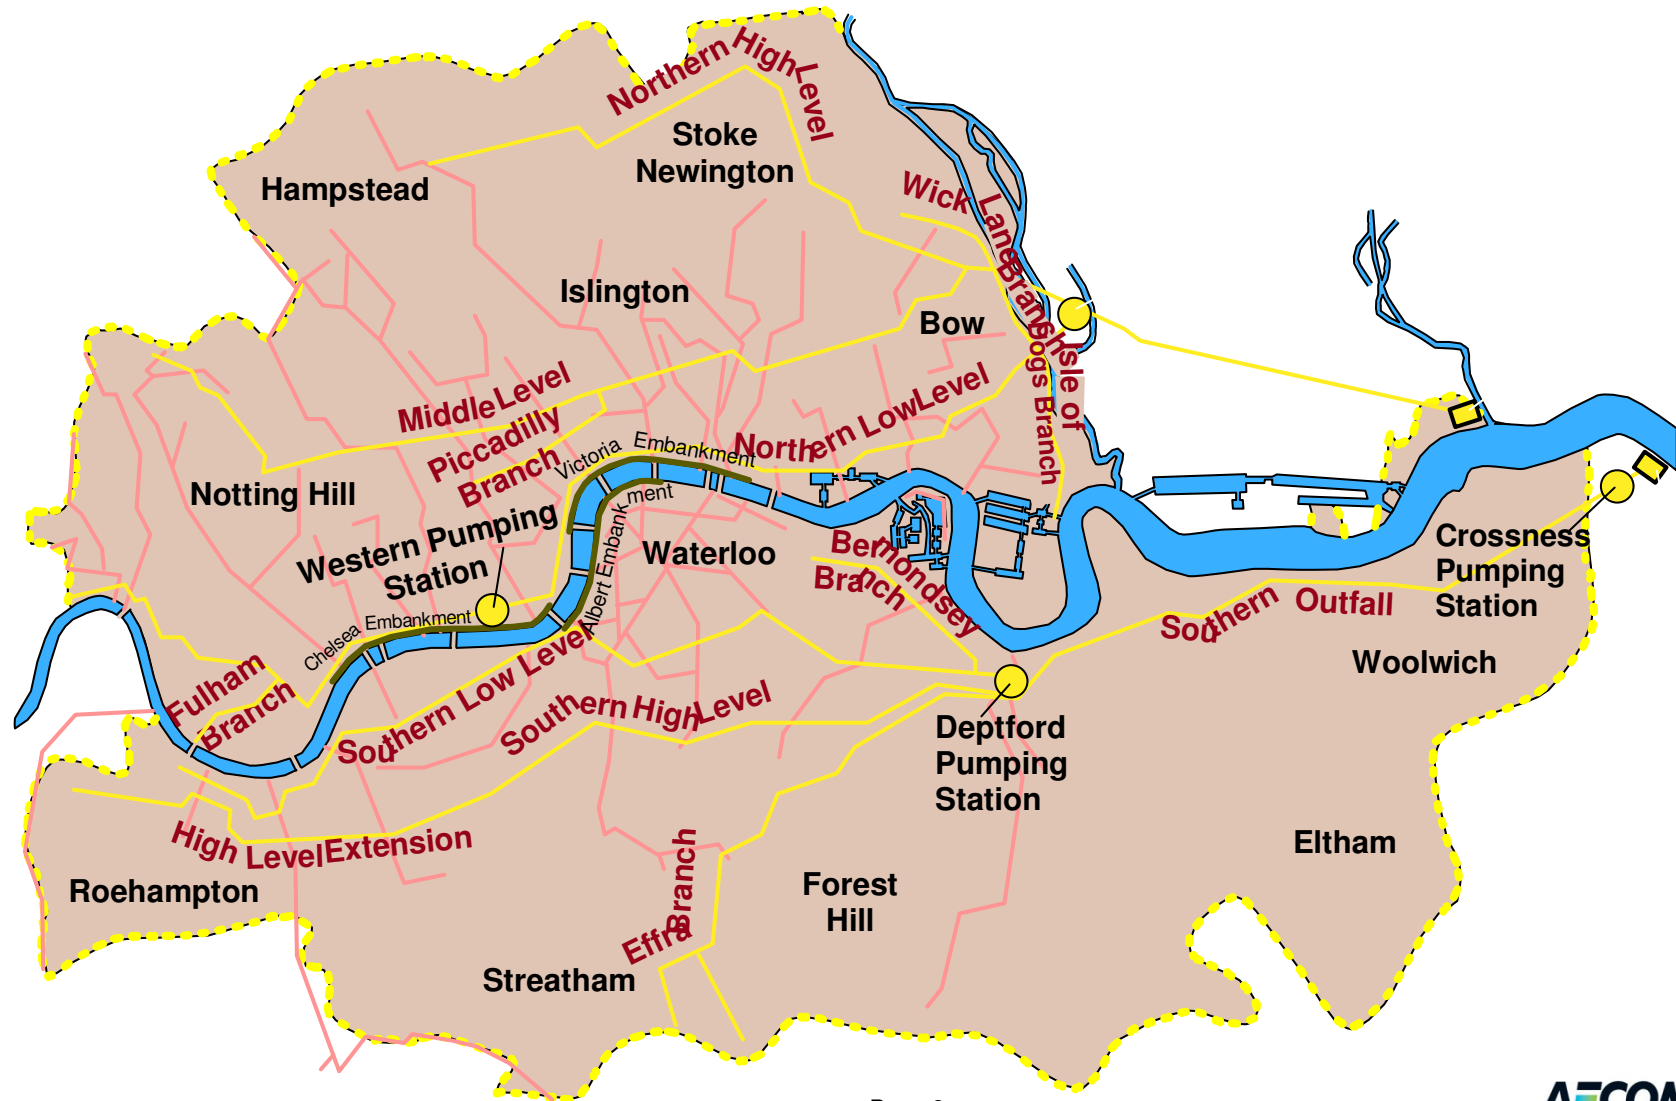 Northern High Level
Stoke
Newington
Hampstead
Wick Lane Branch
Islington
Bow
Isle of
Dogs Branch
Middle Level
Piccadilly
Branch
Northern Low Level
Victoria Embankment
Notting Hill
Western Pumping
Station
Albert Embankment
Waterloo
Bermondsey
Branch
Crossness
Pumping
Station
Chelsea Embankment
Southern Outfall
Woolwich
Fulham
Branch
Southern Low Level
Southern High Level
Deptford
Pumping
Station
High Level Extension
Eltham
Roehampton
Forest
Hill
Effra Branch
Streatham